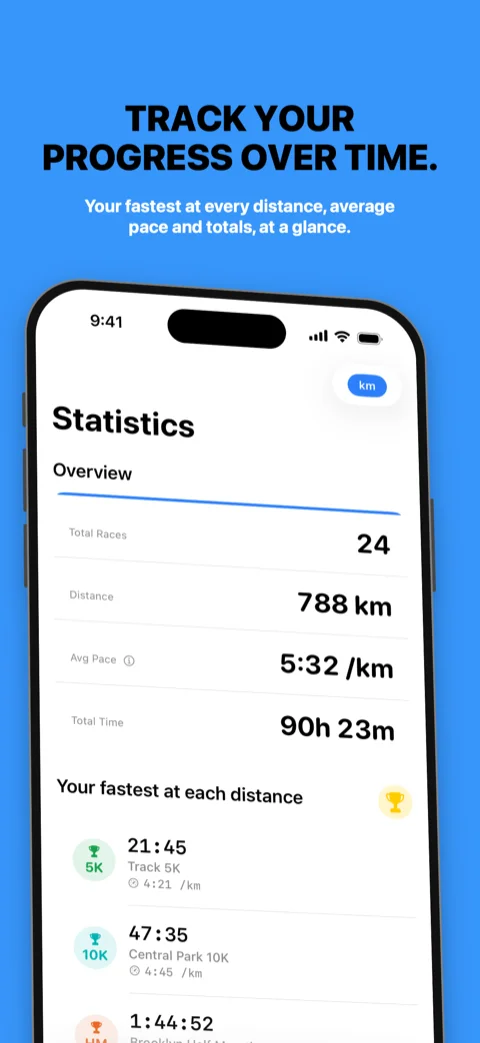 TRACK YOUR
PROGRESS OVER TIME.
Your fastest at every distance, average
pace and totals, at a glance.
9:41
km
Statistics
Overview
Total Races 24
Distance 788 km
Avg Pace 5:32 /km
Total Time 90h 23m
Your fastest at each distance
5K
21:45
Track 5K
4:21 /km
10K
47:35
Central Park 10K
4:45 /km
HM
1:44:52
Brooklyn Half